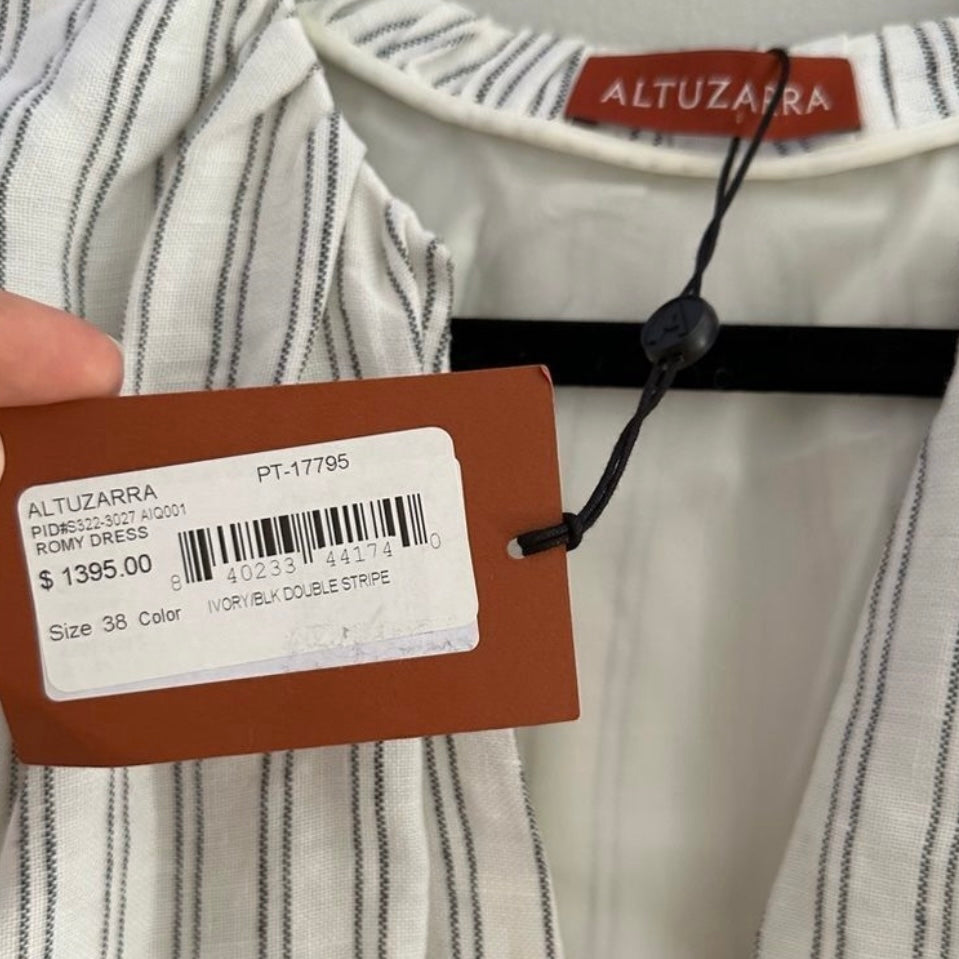 ALTUZARRA
PT-17795
ALTUZARRA
PID#S322-3027 AIQ001
ROMY DRESS
$ 1395.00
8 40233 44174 0
Size 38 Color IVORY/BLK DOUBLE STRIPE